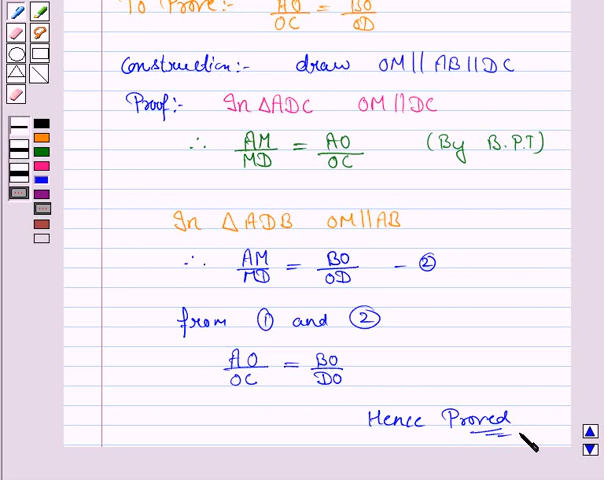 To Prove:- AO/OC = BO/OD
Construction:- draw OM || AB || DC
Proof:- In △ADC OM || DC
∴ AM/MD = AO/OC (By B.P.T)
In △ADB OM || AB
∴ AM/MD = BO/OD - ②
from ① and ②
AO/OC = BO/DO
Hence Proved